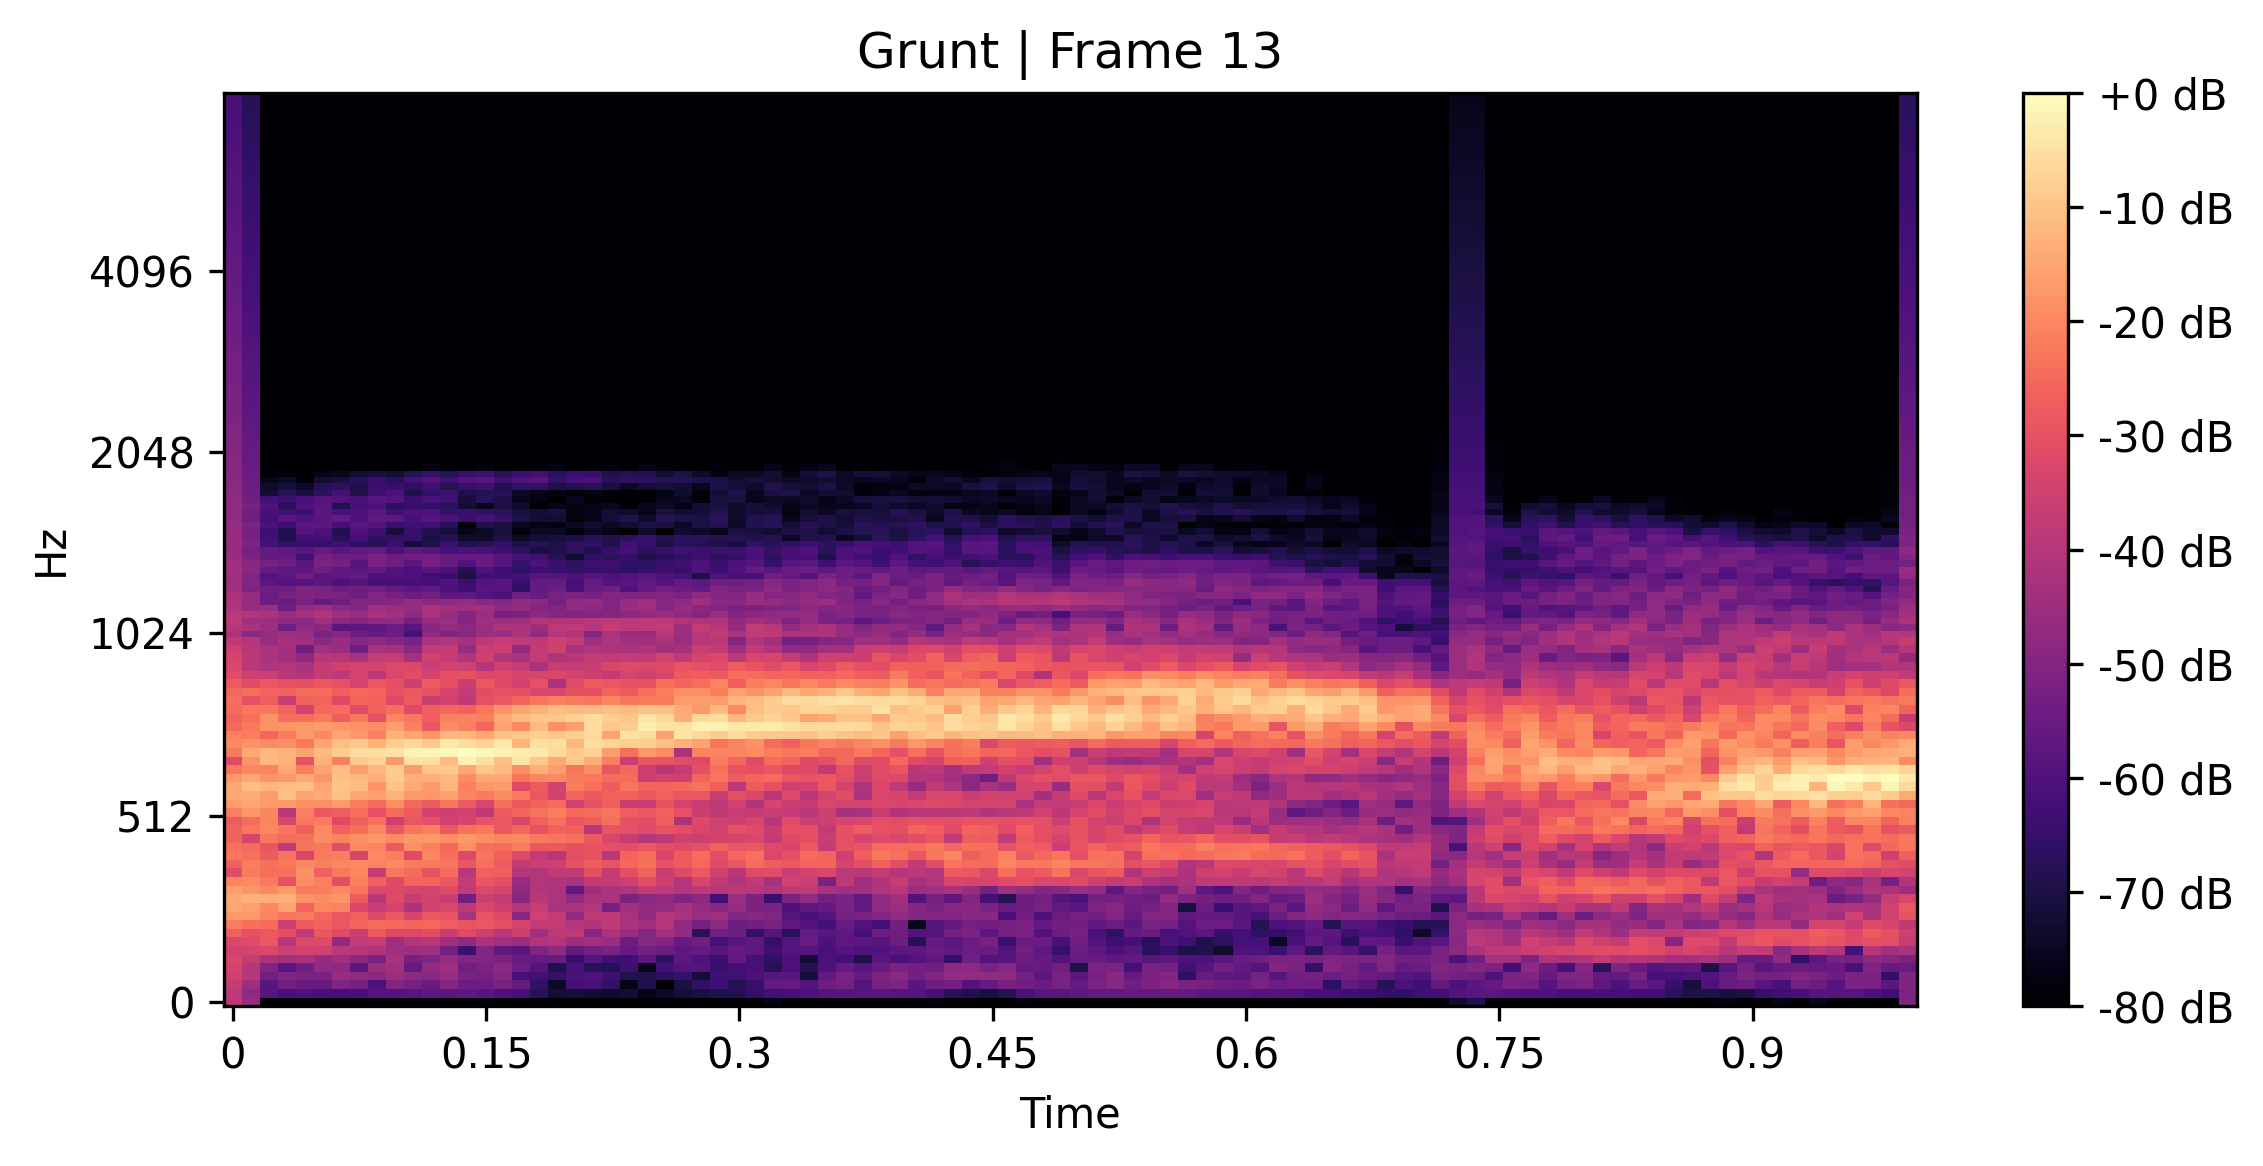 Grunt | Frame 13
+0 dB
-10 dB
-20 dB
-30 dB
-40 dB
-50 dB
-60 dB
-70 dB
-80 dB
4096
2048
1024
512
0
Hz
0 0.15 0.3 0.45 0.6 0.75 0.9
Time